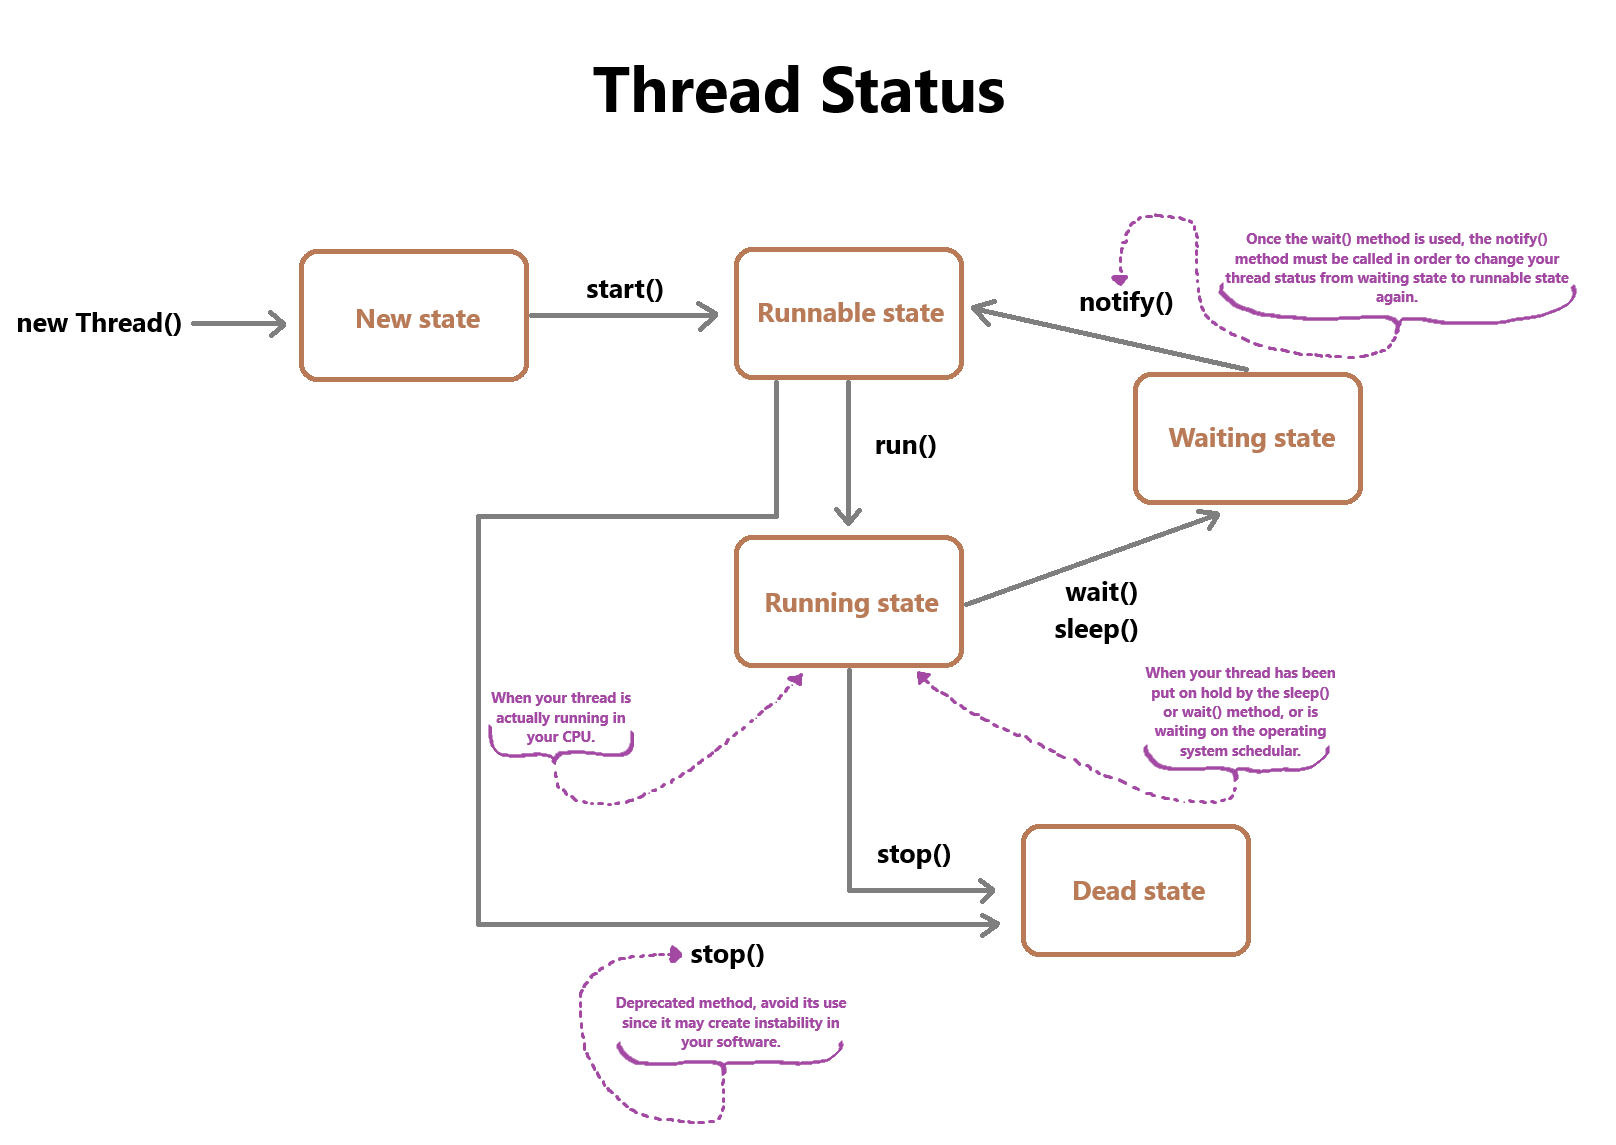 Thread Status
new Thread()
New state
start()
Runnable state
notify()
Once the wait() method is used, the notify()
method must be called in order to change your
thread status from waiting state to runnable state
again.
Waiting state
run()
Running state
wait()
sleep()
When your thread is
actually running in
your CPU.
When your thread has been
put on hold by the sleep()
or wait() method, or is
waiting on the operating
system schedular.
stop()
Dead state
stop()
Deprecated method, avoid its use
since it may create instability in
your software.